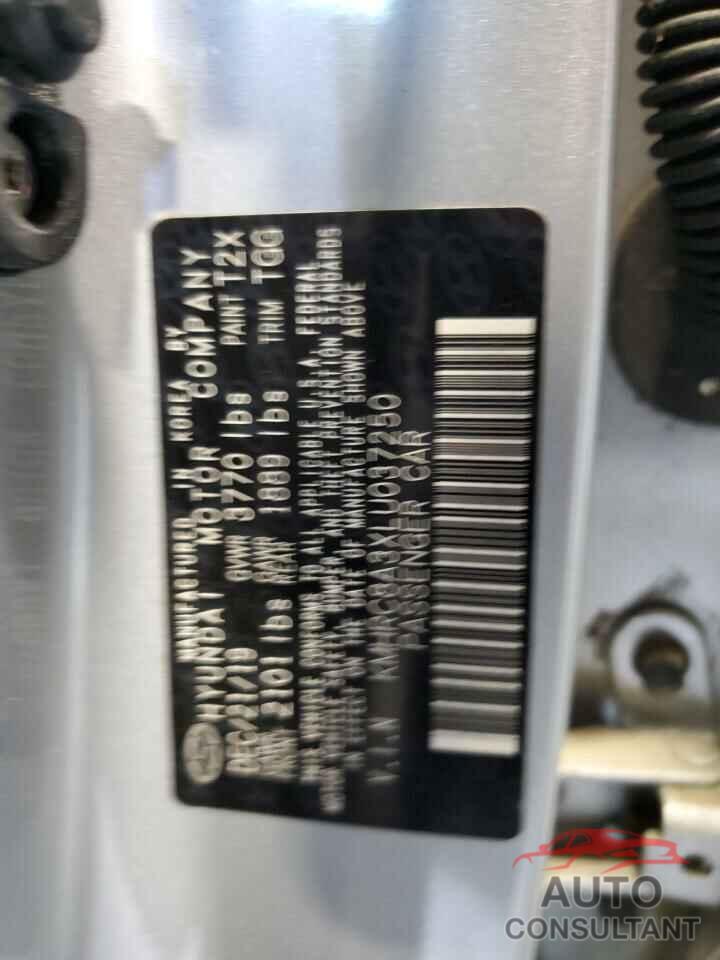 MANUFACTURED IN KOREA BY
HYUNDAI MOTOR COMPANY
DEC/21/19 GVWR 3770 lbs PAINT T2X
GAWR FRONT 2101 lbs GAWR REAR 1889 lbs TRIM TGG
THIS VEHICLE CONFORMS TO ALL APPLICABLE U.S.A. FEDERAL
MOTOR VEHICLE SAFETY, BUMPER, AND THEFT PREVENTION STANDARDS
IN EFFECT ON THE DATE OF MANUFACTURE SHOWN ABOVE
V.I.N KMHRC8A3XLU037250
PASSENGER CAR
AUTO
CONSULTANT